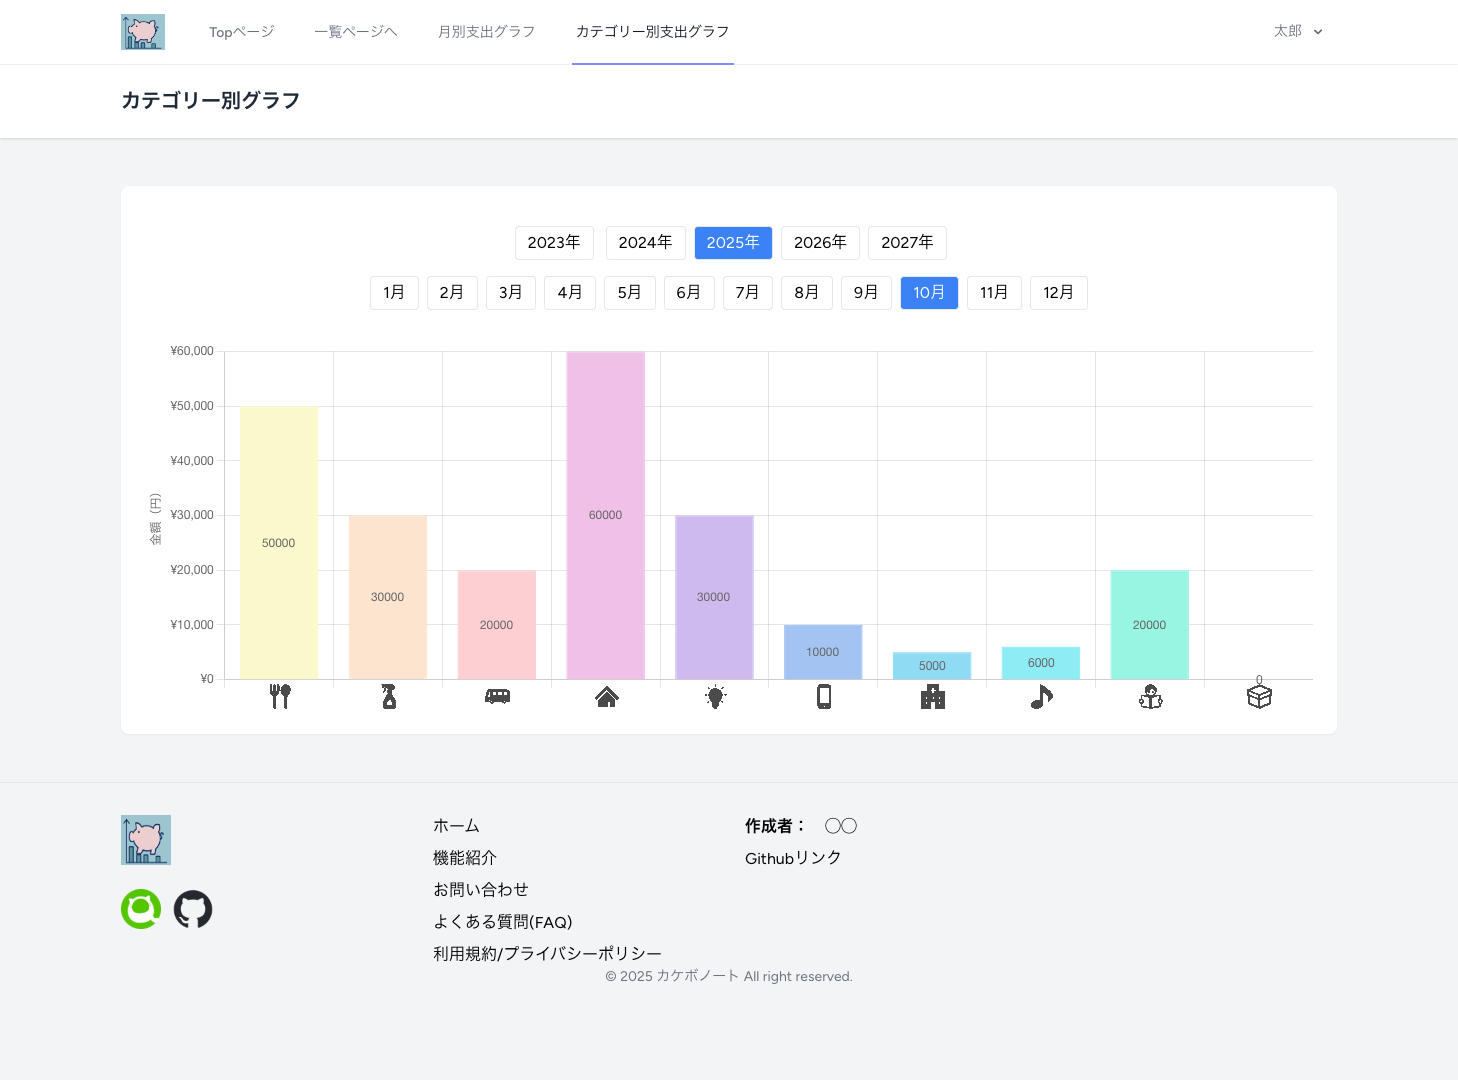 Topページ
一覧ページへ
月別支出グラフ
カテゴリー別支出グラフ
太郎
カテゴリー別グラフ
2023年
2024年
2025年
2026年
2027年
1月
2月
3月
4月
5月
6月
7月
8月
9月
10月
11月
12月
金額（円）
¥60,000
¥50,000
¥40,000
¥30,000
¥20,000
¥10,000
¥0
50000
30000
20000
60000
30000
10000
5000
6000
20000
0
ホーム
機能紹介
お問い合わせ
よくある質問(FAQ)
利用規約/プライバシーポリシー
作成者：　〇〇
Githubリンク
© 2025 カケボノート All right reserved.